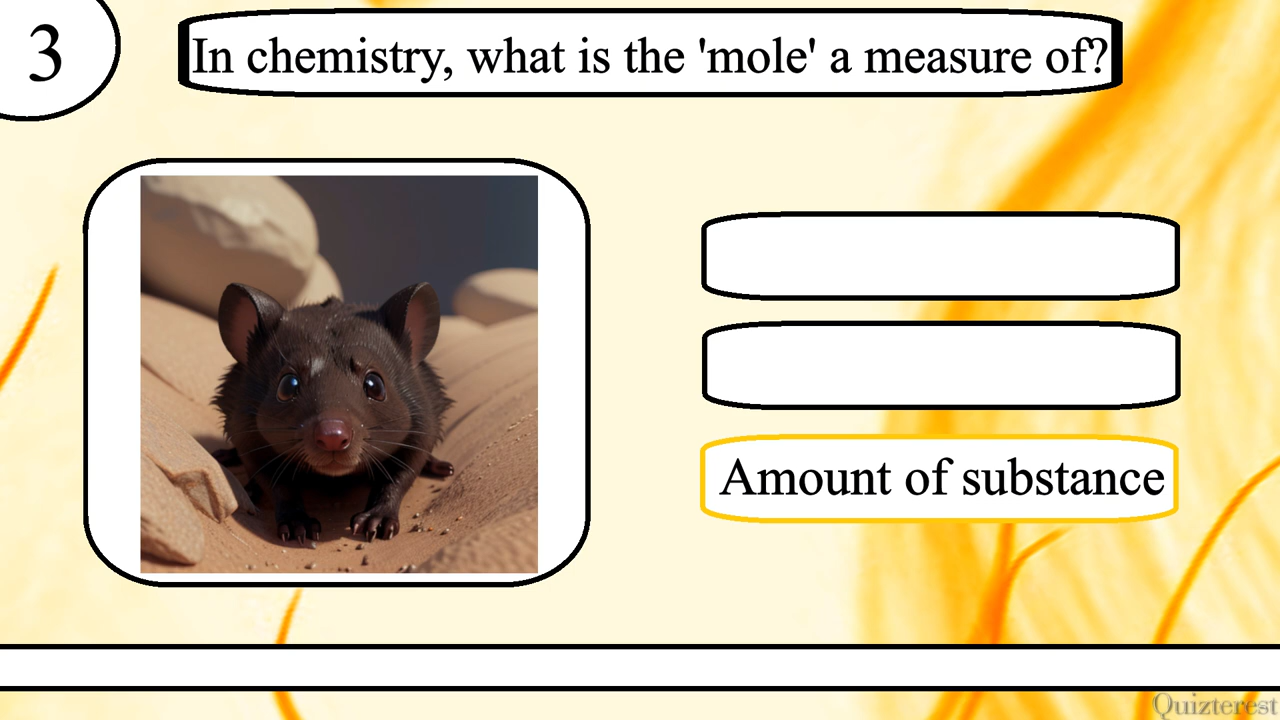 3
In chemistry, what is the 'mole' a measure of?
Amount of substance
Quizterest